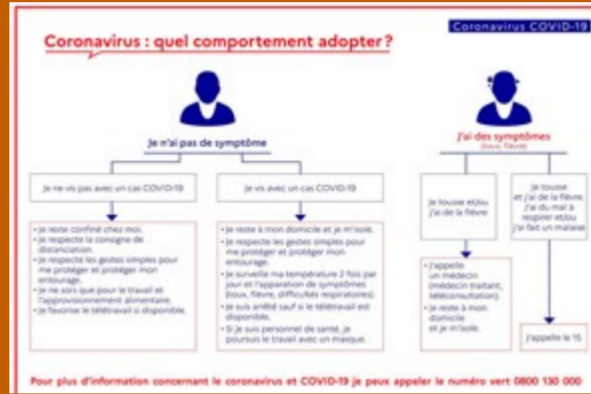 Coronavirus COVID-19
Coronavirus : quel comportement adopter ?
Je n'ai pas de symptôme
J'ai des symptômes
(toux, fièvre)
Je ne vis pas avec un cas COVID-19
Je vis avec un cas COVID-19
Je tousse et/ou
j'ai de la fièvre
Je tousse
et j'ai de la fièvre.
J'ai du mal à
respirer et/ou
j'ai fait un malaise
• Je reste confiné chez moi.
• Je respecte la consigne de
distanciation.
• Je respecte les gestes simples pour
me protéger et protéger mon
entourage.
• Je ne sors que pour le travail et
l'approvisionnement alimentaire.
• Je favorise le télétravail si disponible.
• Je reste à mon domicile et je m'isole.
• Je respecte les gestes simples pour
me protéger et protéger mon
entourage.
• Je surveille ma température 2 fois par
jour et l'apparation de symptômes
(toux, fièvre, difficultés respiratoires).
• Je suis arrêté sauf si le télétravail est
disponible.
• Si je suis personnel de santé, je
poursuis le travail avec un masque.
• J'appelle
un médecin
(médecin traitant,
téléconsultation).
• Je reste à mon
domicile
et je m'isole.
J'appelle le 15
Pour plus d'information concernant le coronavirus et COVID-19 je peux appeler le numéro vert 0800 130 000